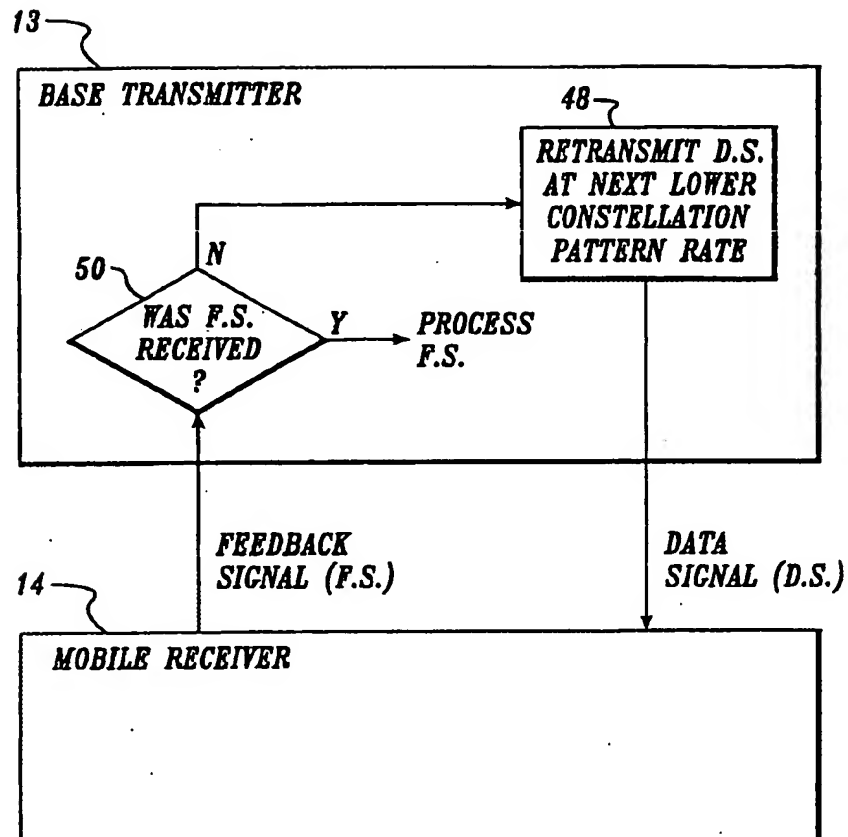 13
BASE TRANSMITTER
48
RETRANSMIT D.S.
AT NEXT LOWER
CONSTELLATION
PATTERN RATE
N
50
WAS F.S.
RECEIVED
?
Y
PROCESS
F.S.
FEEDBACK
SIGNAL (F.S.)
DATA
SIGNAL (D.S.)
14
MOBILE RECEIVER